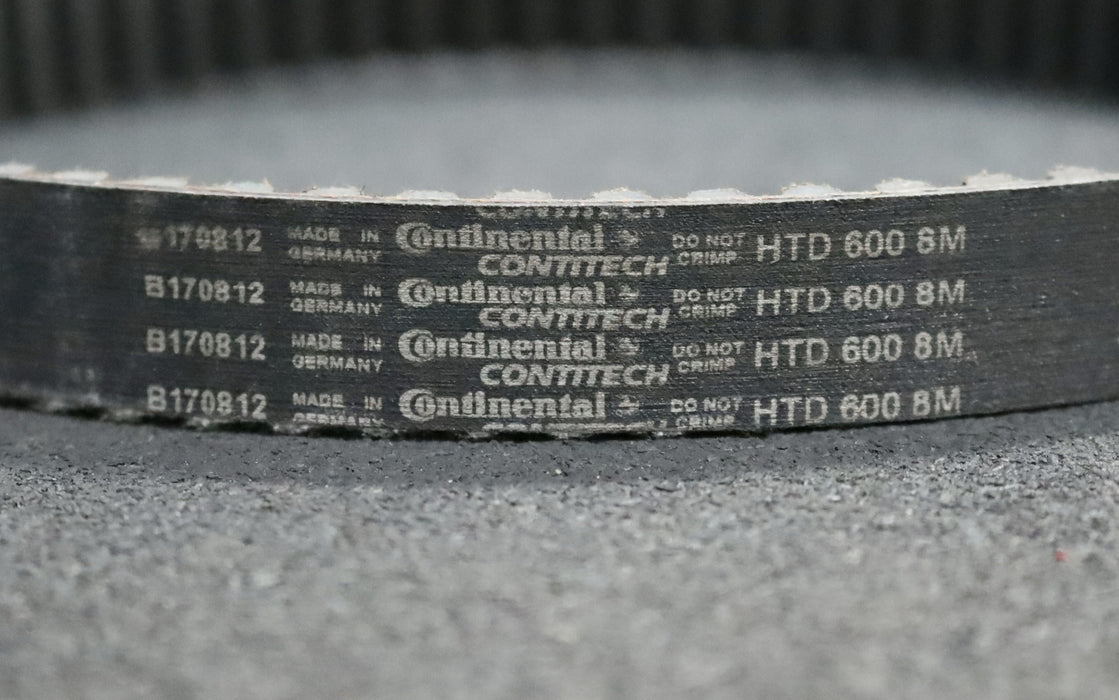 CONTITECH
170812 MADE IN GERMANY Continental CONTITECH DO NOT CRIMP HTD 600 8M
B170812 MADE IN GERMANY Continental CONTITECH DO NOT CRIMP HTD 600 8M
B170812 MADE IN GERMANY Continental CONTITECH DO NOT CRIMP HTD 600 8M
B170812 MADE IN GERMANY Continental DO NOT CRIMP HTD 600 8M